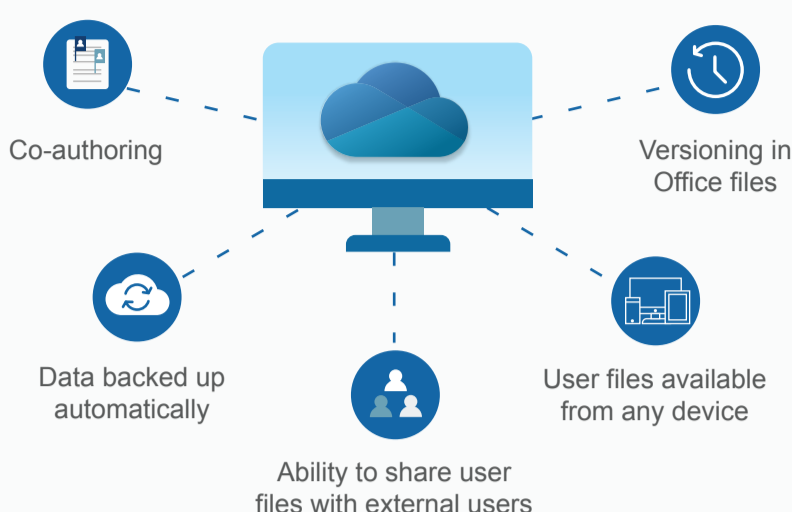 Co-authoring
Versioning in
Office files
Data backed up
automatically
User files available
from any device
Ability to share user
files with external users